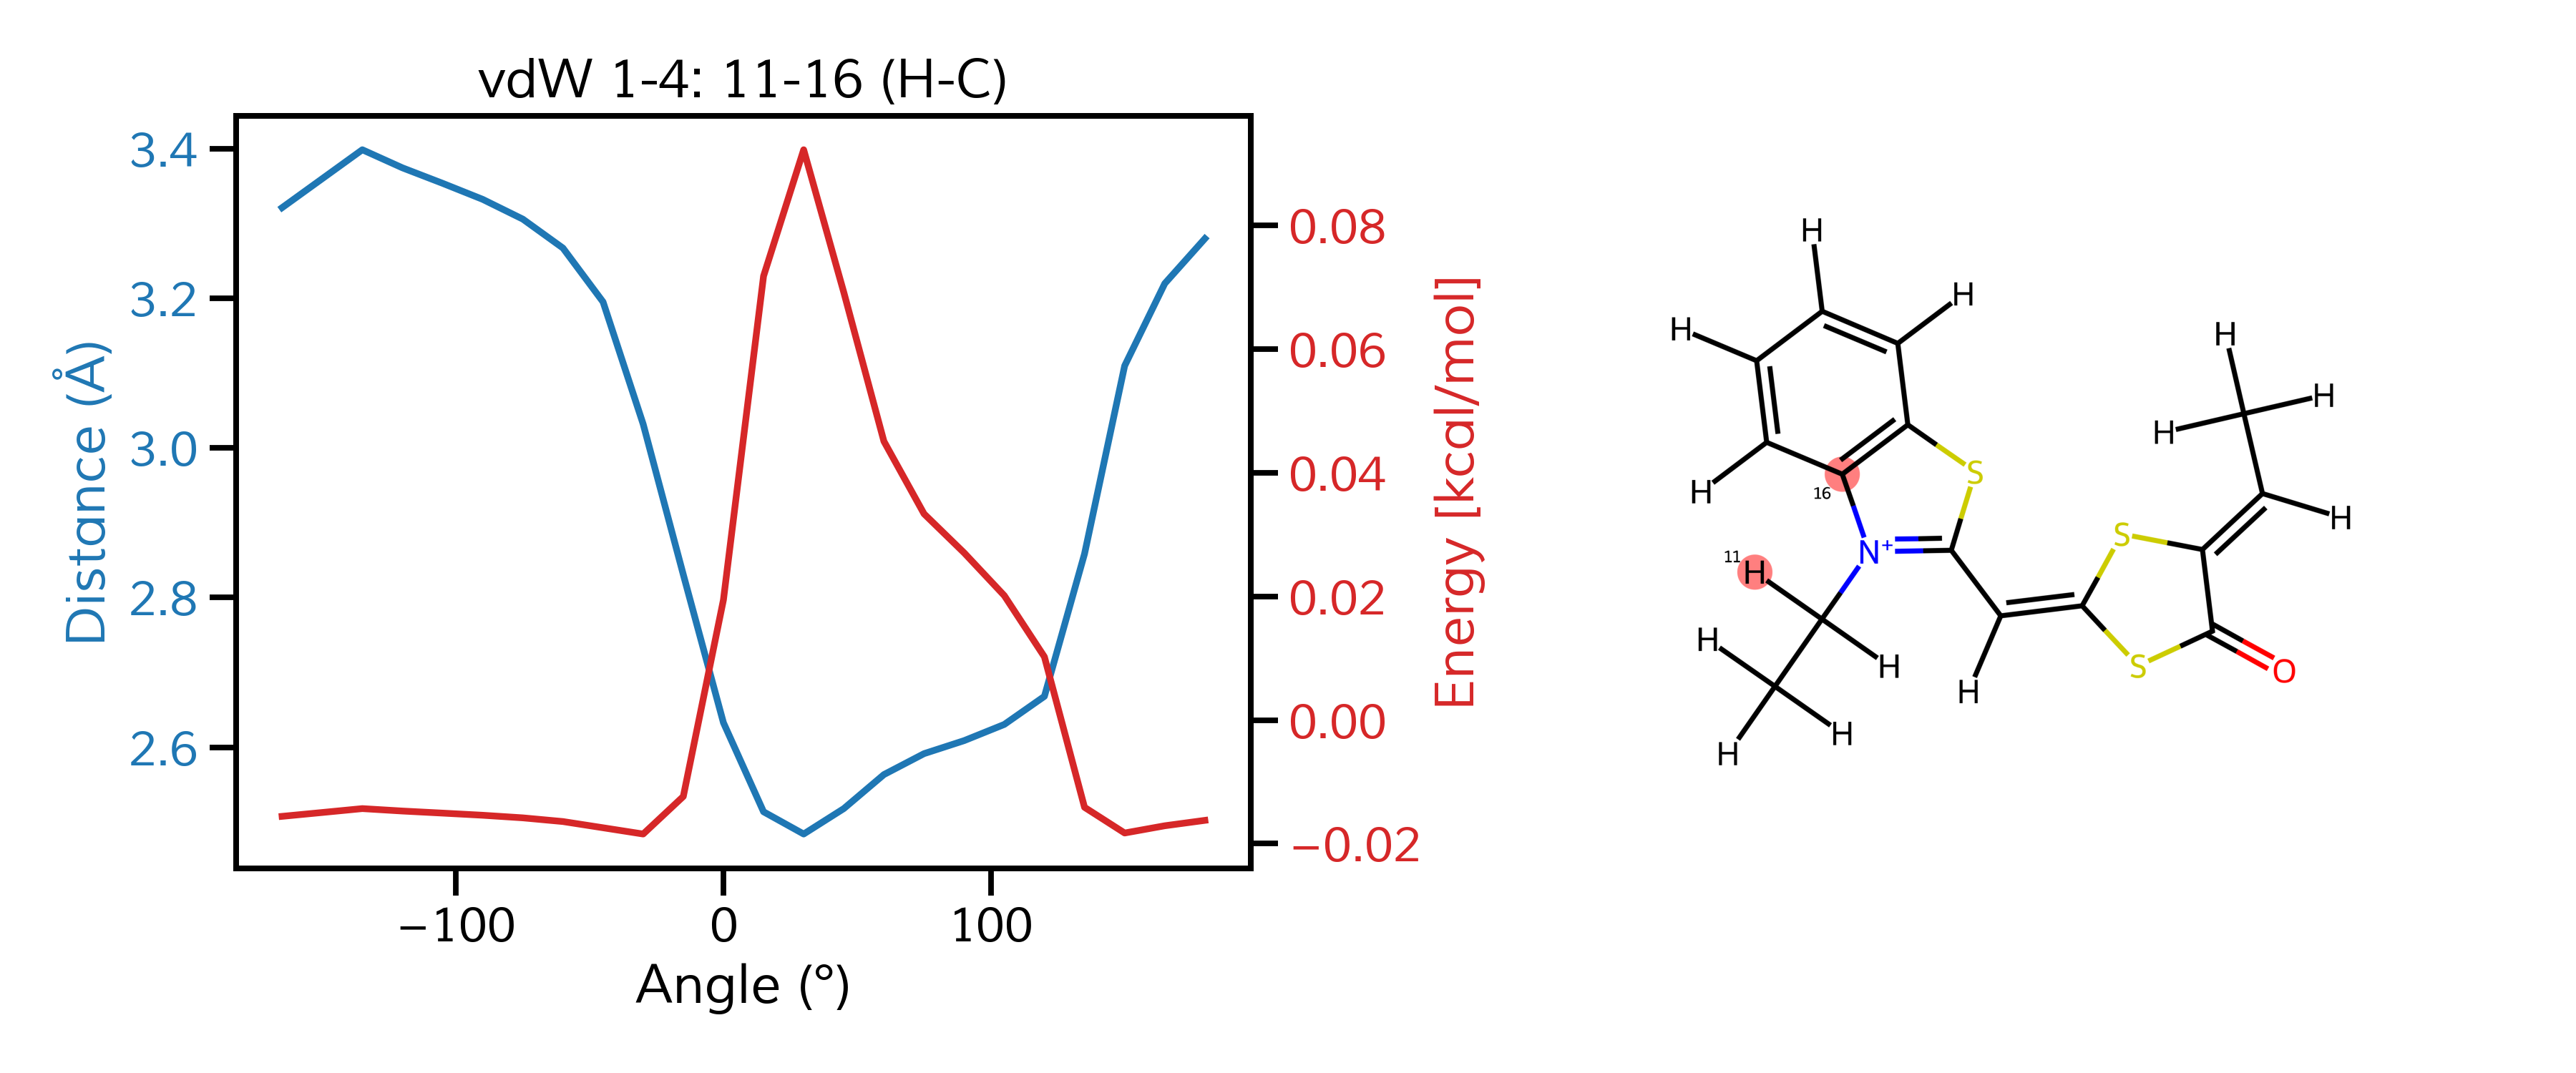 vdW 1-4: 11-16 (H-C)
3.4
3.2
3.0
2.8
2.6
Distance (Å)
0.08
0.06
0.04
0.02
0.00
−0.02
Energy [kcal/mol]
−100
0
100
Angle (°)
H
H
H
H
H
H
H
S
16
H
H
S
N+
11
H
H
H
S
O
H
H
H